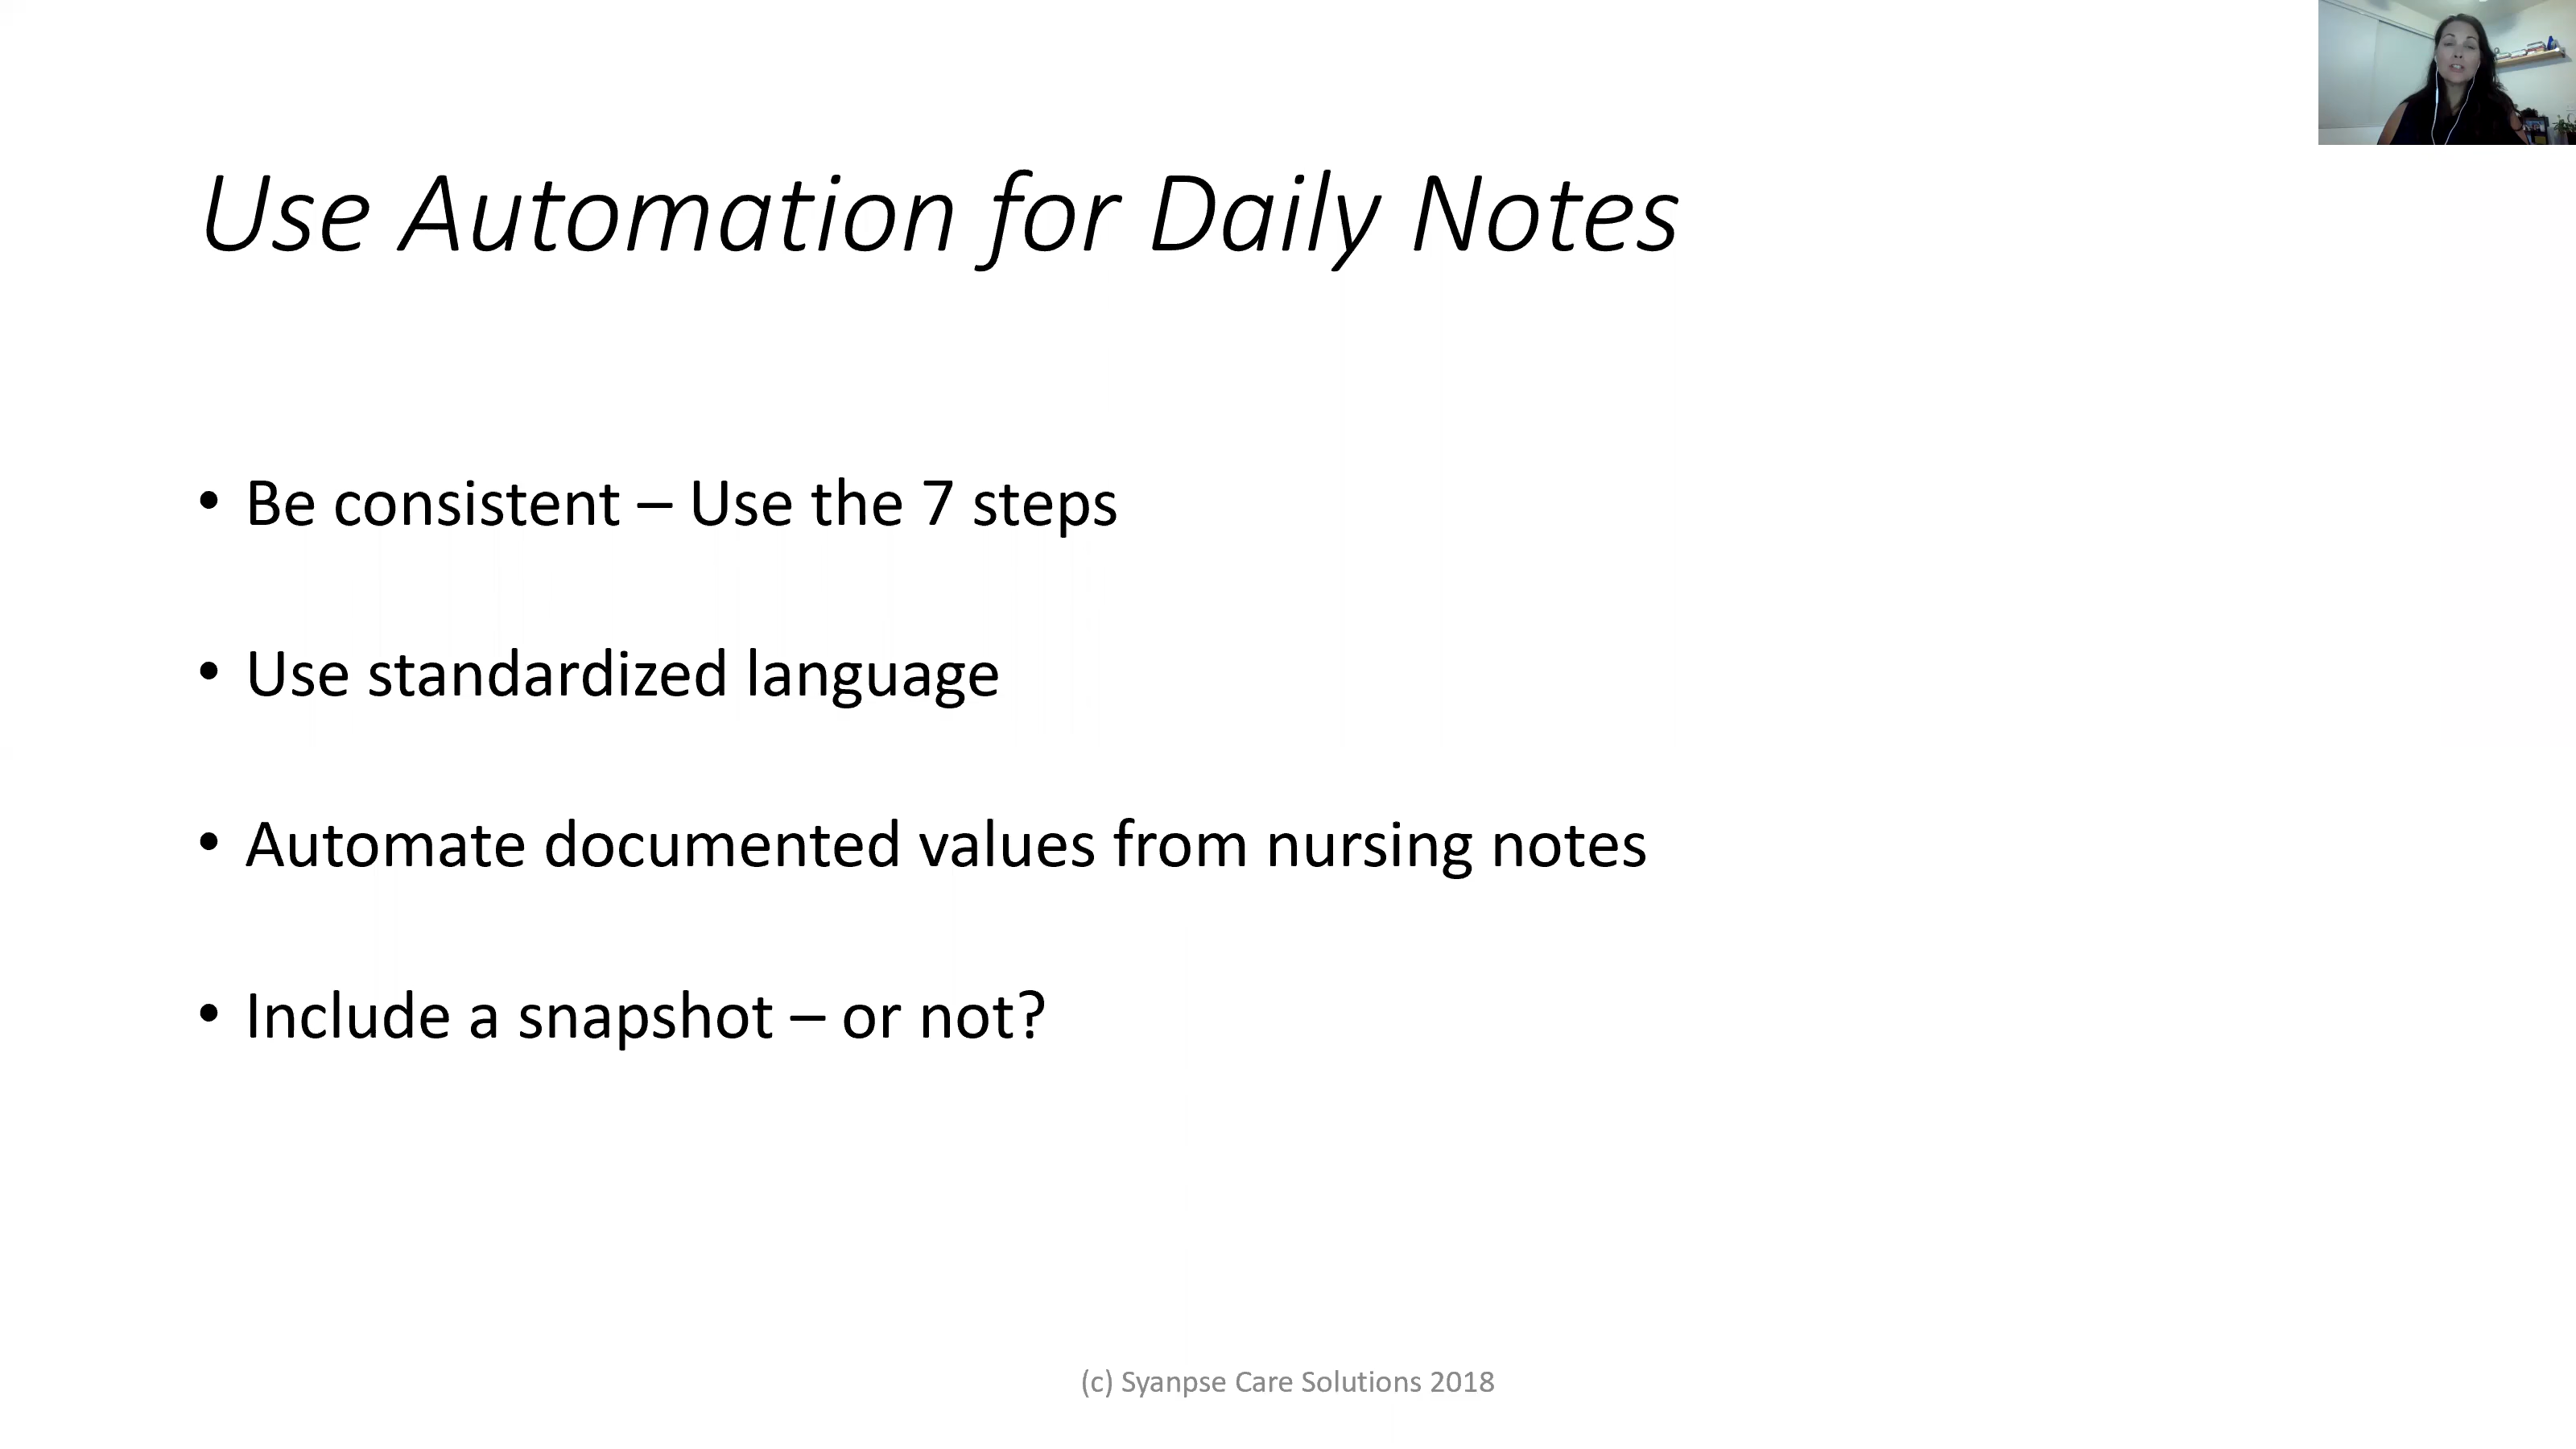 Use Automation for Daily Notes
• Be consistent – Use the 7 steps
• Use standardized language
• Automate documented values from nursing notes
• Include a snapshot – or not?
(c) Syanpse Care Solutions 2018